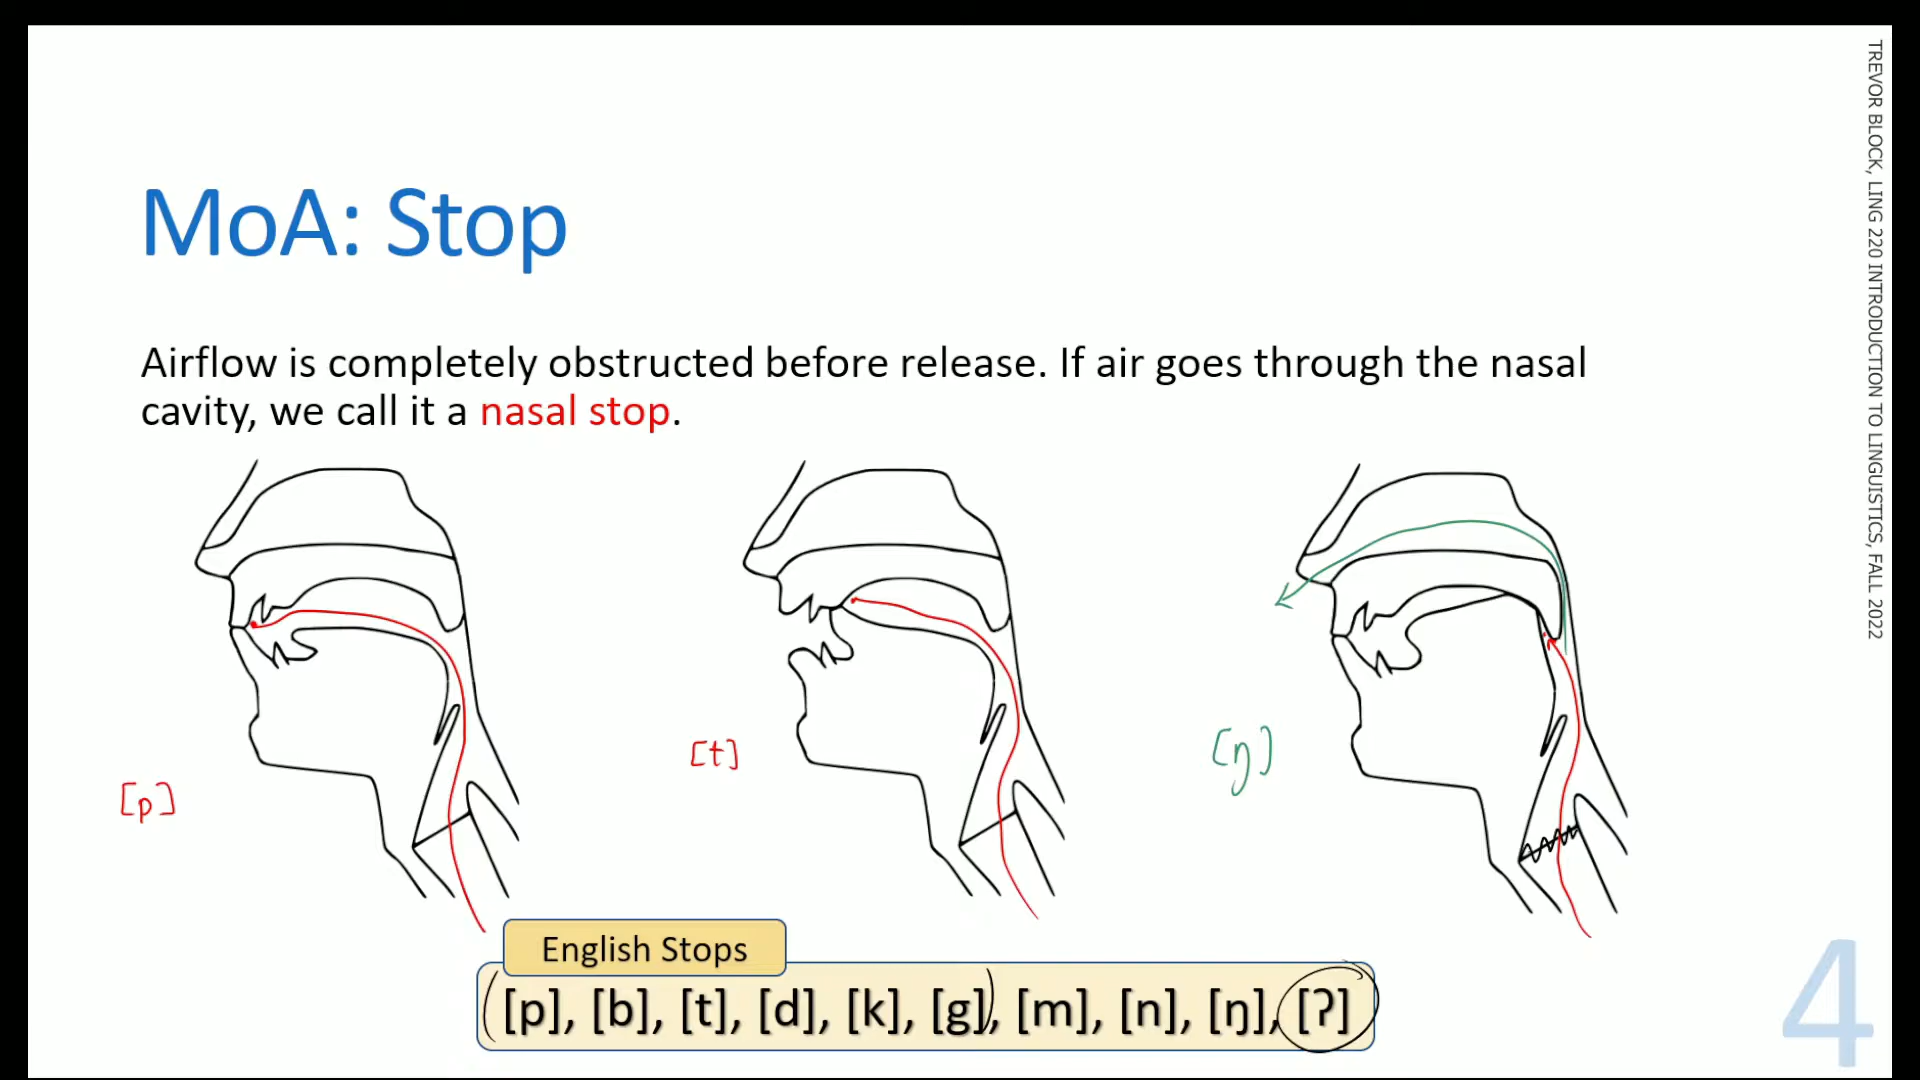 TREVOR BLOCK, LING 220 INTRODUCTION TO LINGUISTICS, FALL 2022
MoA: Stop
Airflow is completely obstructed before release. If air goes through the nasal
cavity, we call it a nasal stop.
[p]
[t]
[ŋ]
English Stops
[p], [b], [t], [d], [k], [g], [m], [n], [ŋ], [ʔ]
4